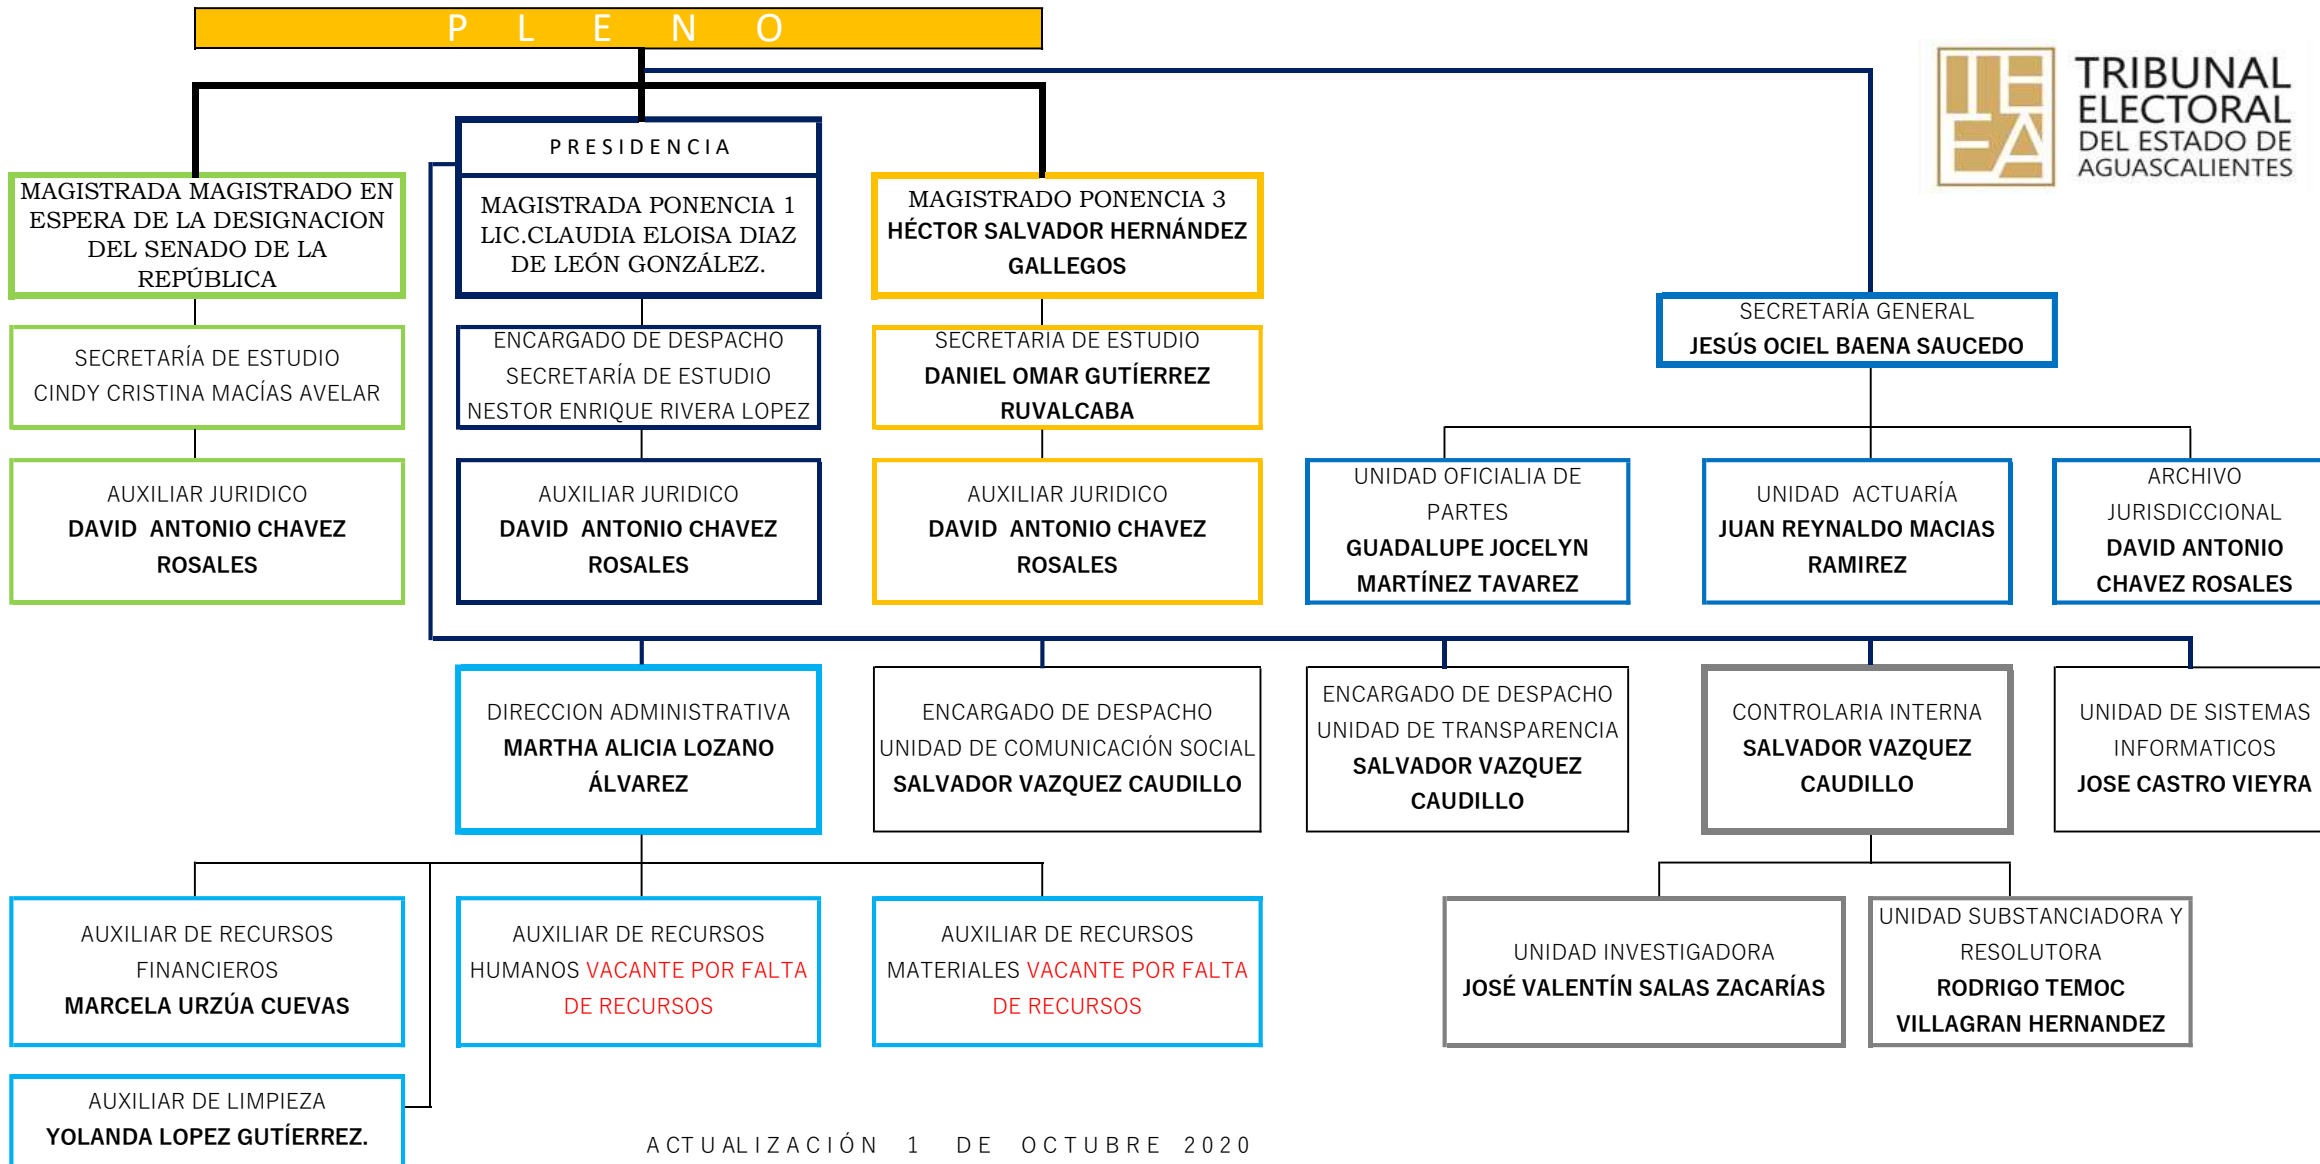 P L E N O
TRIBUNAL
ELECTORAL
DEL ESTADO DE
AGUASCALIENTES
PRESIDENCIA
MAGISTRADA MAGISTRADO EN
ESPERA DE LA DESIGNACION
DEL SENADO DE LA
REPÚBLICA
MAGISTRADA PONENCIA 1
LIC.CLAUDIA ELOISA DIAZ
DE LEÓN GONZÁLEZ.
MAGISTRADO PONENCIA 3
HÉCTOR SALVADOR HERNÁNDEZ
GALLEGOS
SECRETARÍA GENERAL
JESÚS OCIEL BAENA SAUCEDO
SECRETARÍA DE ESTUDIO
CINDY CRISTINA MACÍAS AVELAR
ENCARGADO DE DESPACHO
SECRETARÍA DE ESTUDIO
NESTOR ENRIQUE RIVERA LOPEZ
SECRETARIA DE ESTUDIO
DANIEL OMAR GUTÍERREZ
RUVALCABA
AUXILIAR JURIDICO
DAVID ANTONIO CHAVEZ
ROSALES
AUXILIAR JURIDICO
DAVID ANTONIO CHAVEZ
ROSALES
AUXILIAR JURIDICO
DAVID ANTONIO CHAVEZ
ROSALES
UNIDAD OFICIALIA DE
PARTES
GUADALUPE JOCELYN
MARTÍNEZ TAVAREZ
UNIDAD ACTUARÍA
JUAN REYNALDO MACIAS
RAMIREZ
ARCHIVO
JURISDICCIONAL
DAVID ANTONIO
CHAVEZ ROSALES
DIRECCION ADMINISTRATIVA
MARTHA ALICIA LOZANO
ÁLVAREZ
ENCARGADO DE DESPACHO
UNIDAD DE COMUNICACIÓN SOCIAL
SALVADOR VAZQUEZ CAUDILLO
ENCARGADO DE DESPACHO
UNIDAD DE TRANSPARENCIA
SALVADOR VAZQUEZ
CAUDILLO
CONTROLARIA INTERNA
SALVADOR VAZQUEZ
CAUDILLO
UNIDAD DE SISTEMAS
INFORMATICOS
JOSE CASTRO VIEYRA
AUXILIAR DE RECURSOS
FINANCIEROS
MARCELA URZÚA CUEVAS
AUXILIAR DE RECURSOS
HUMANOS VACANTE POR FALTA
DE RECURSOS
AUXILIAR DE RECURSOS
MATERIALES VACANTE POR FALTA
DE RECURSOS
UNIDAD INVESTIGADORA
JOSÉ VALENTÍN SALAS ZACARÍAS
UNIDAD SUBSTANCIADORA Y
RESOLUTORA
RODRIGO TEMOC
VILLAGRAN HERNANDEZ
AUXILIAR DE LIMPIEZA
YOLANDA LOPEZ GUTÍERREZ.
ACTUALIZACIÓN 1 DE OCTUBRE 2020